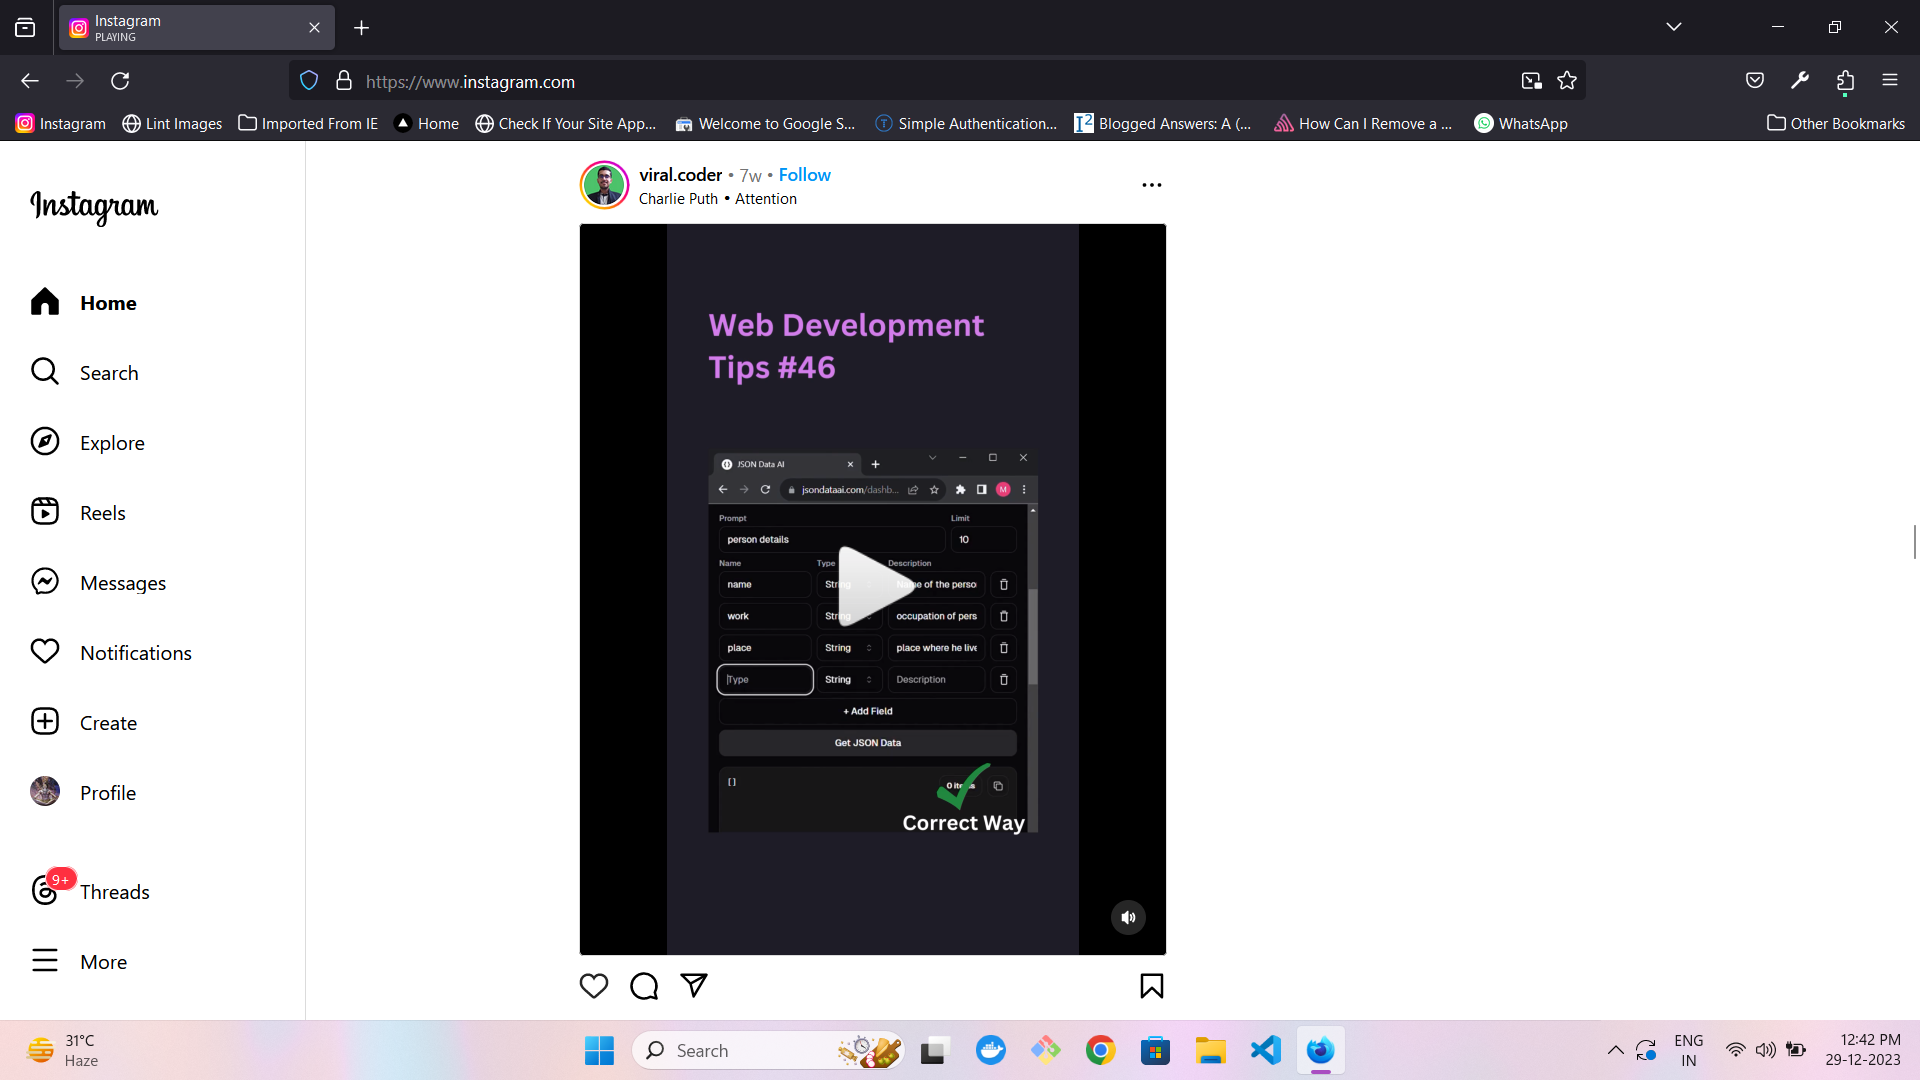 Instagram
PLAYING
https://www.instagram.com
Instagram
Lint Images
Imported From IE
Home
Check If Your Site App...
Welcome to Google S...
Simple Authentication...
Blogged Answers: A (...
How Can I Remove a ...
WhatsApp
Other Bookmarks
Instagram
Home
Search
Explore
Reels
Messages
Notifications
Create
Profile
9+
Threads
More
viral.coder • 7w • Follow
Charlie Puth • Attention
Web Development
Tips #46
JSON Data AI
jsondataai.com/dashb...
M
Prompt Limit
person details 10
Name Type Description
name String Name of the perso
work String occupation of pers
place String place where he live
Type String Description
+ Add Field
Get JSON Data
[] 0 items
Correct Way
31°C
Haze
Search
ENG
IN
12:42 PM
29-12-2023